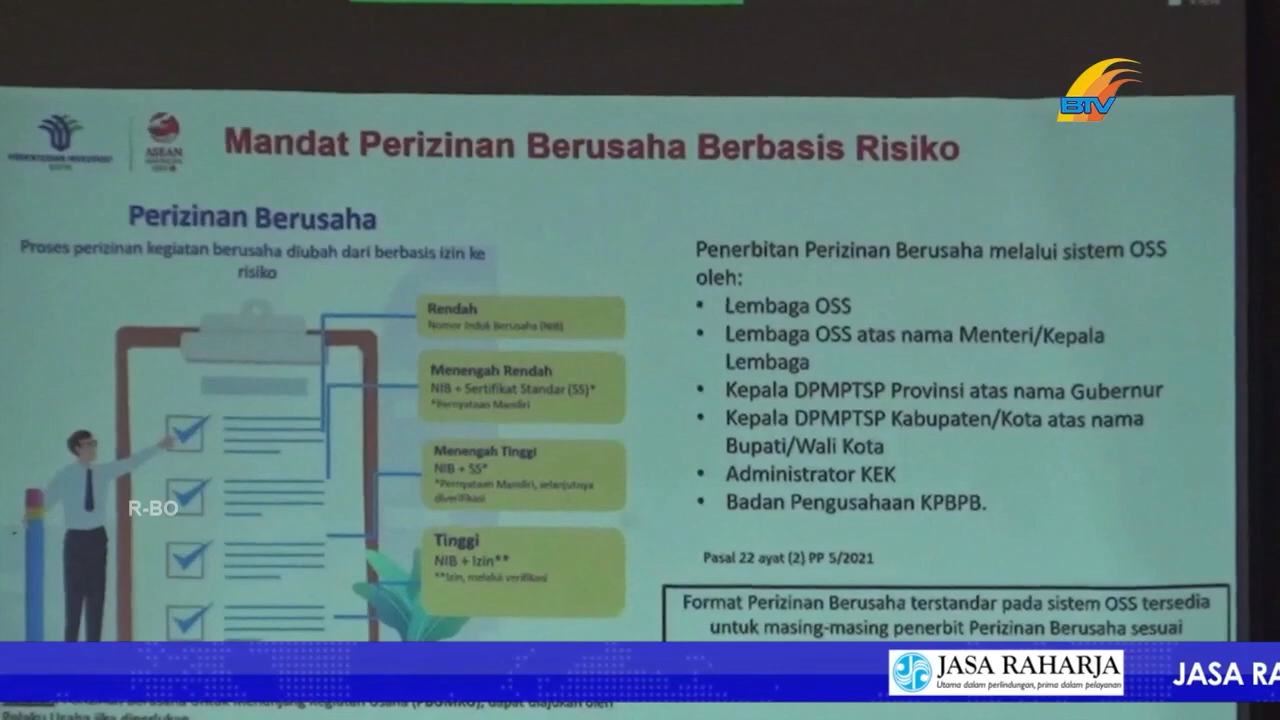 BTV
KEMENTERIAN INVESTASI
ASEAN
Mandat Perizinan Berusaha Berbasis Risiko
Perizinan Berusaha
Proses perizinan kegiatan berusaha diubah dari berbasis izin ke
risiko
Rendah
Nomor Induk Berusaha (NIB)
Menengah Rendah
NIB + Sertifikat Standar (SS)*
*Pernyataan Mandiri
Menengah Tinggi
NIB + SS*
*Pernyataan Mandiri, selanjutnya
diverifikasi
Tinggi
NIB + Izin**
**Izin, melalui verifikasi
R-BO
Penerbitan Perizinan Berusaha melalui sistem OSS
oleh:
• Lembaga OSS
• Lembaga OSS atas nama Menteri/Kepala
Lembaga
• Kepala DPMPTSP Provinsi atas nama Gubernur
• Kepala DPMPTSP Kabupaten/Kota atas nama
Bupati/Wali Kota
• Administrator KEK
• Badan Pengusahaan KPBPB.
Pasal 22 ayat (2) PP 5/2021
Format Perizinan Berusaha terstandar pada sistem OSS tersedia
untuk masing-masing penerbit Perizinan Berusaha sesuai
JASA RAHARJA
Utama dalam perlindungan, prima dalam pelayanan
JASA RA